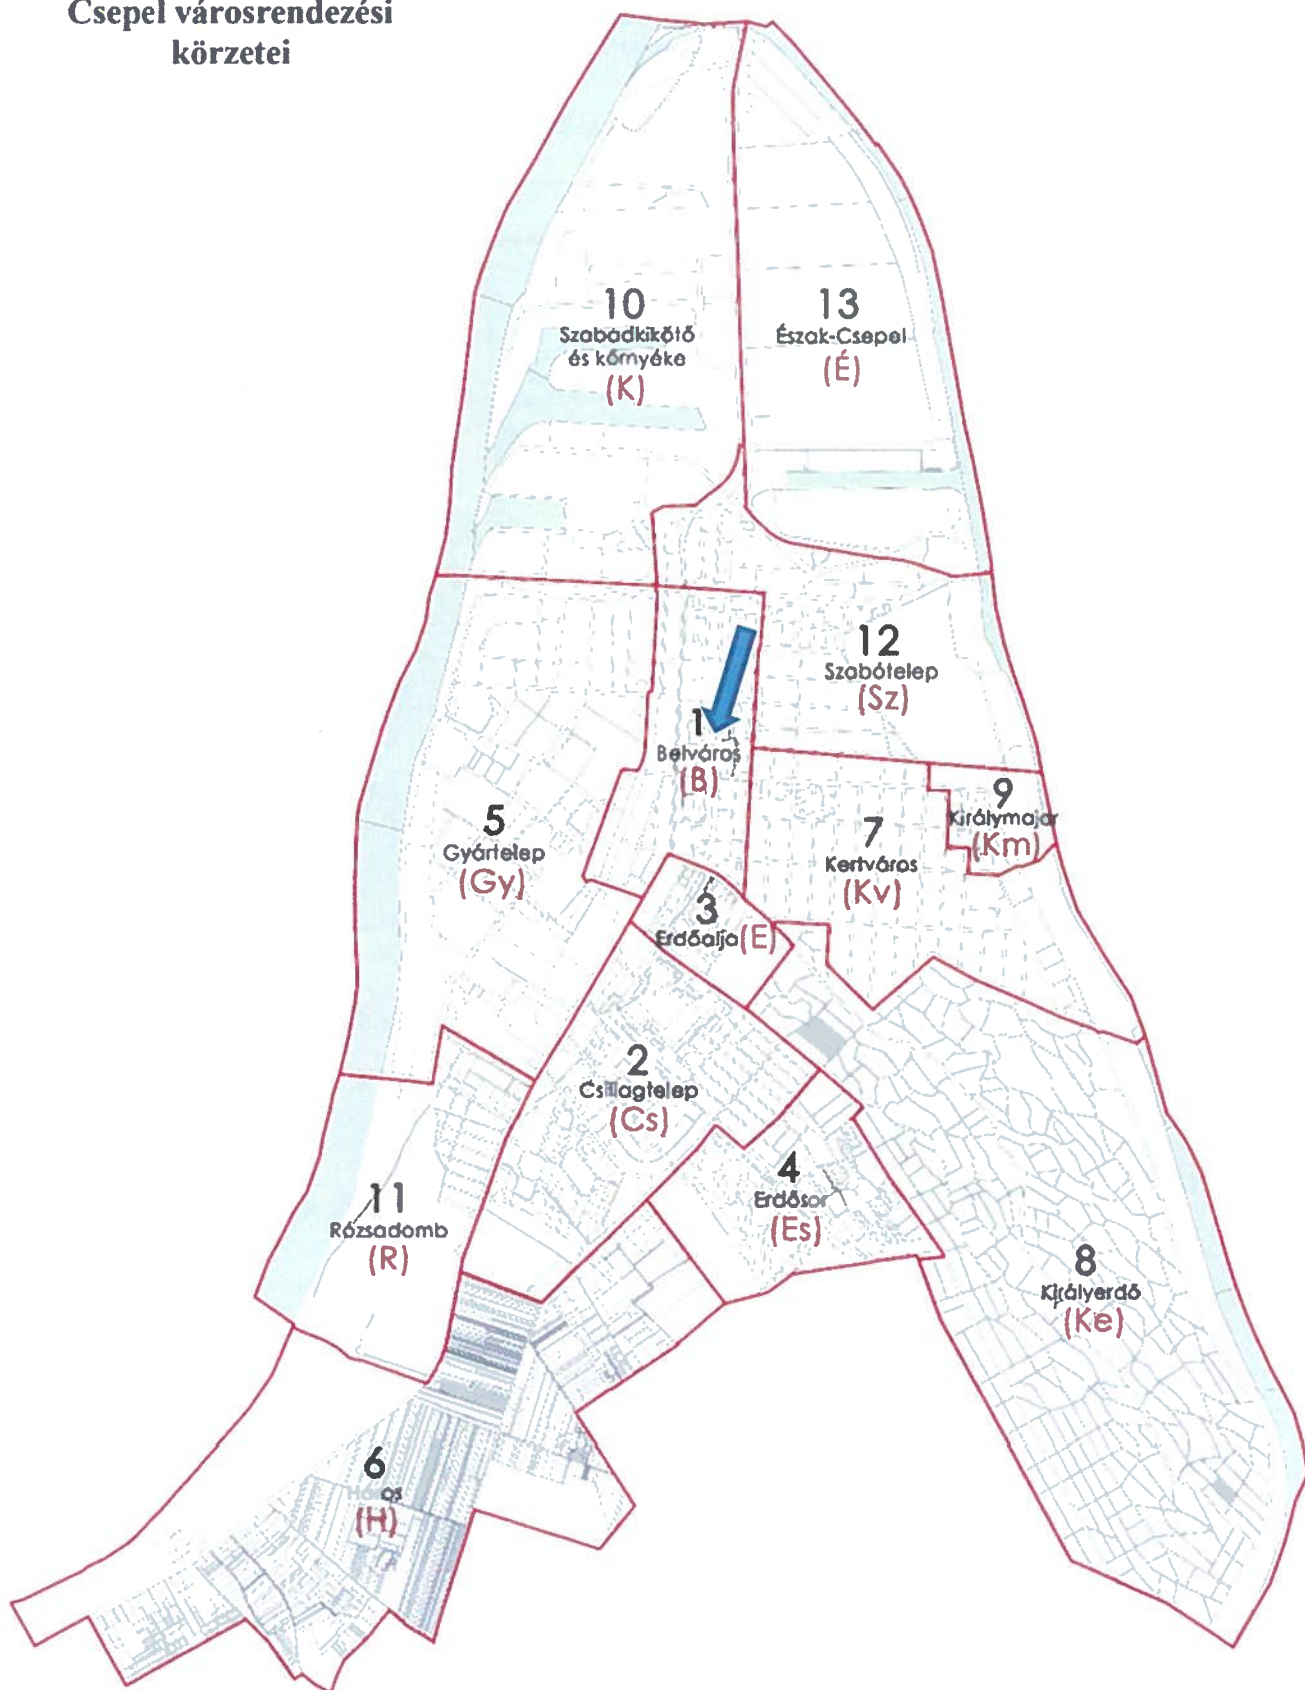 Csepel városrendezési
körzetei
10
Szabadkikötő
és környéke
(K)
13
Észak-Csepel
(É)
12
Szabótelep
(Sz)
1
Belváros
(B)
9
Királymajor
(Km)
5
Gyártelep
(Gy)
7
Kertváros
(Kv)
3
Erdőalja (E)
2
Csillagtelep
(Cs)
4
Erdősor
(Es)
11
Rózsadomb
(R)
8
Királyerdő
(Ke)
6
(H)